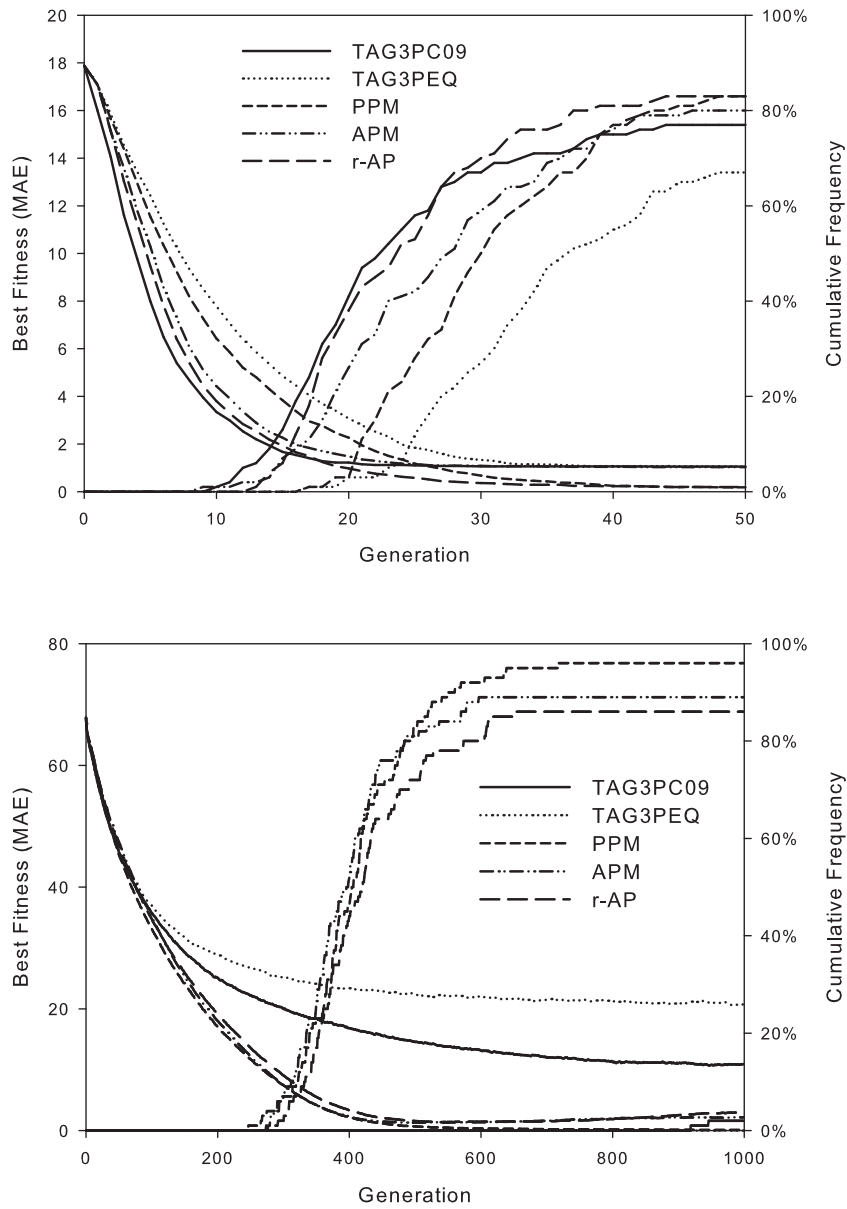 20
18
16
14
12
10
8
6
4
2
0
Best Fitness (MAE)
TAG3PC09
TAG3PEQ
PPM
APM
r-AP
100%
80%
60%
40%
20%
0%
Cumulative Frequency
0 10 20 30 40 50
Generation
80
60
40
20
0
Best Fitness (MAE)
TAG3PC09
TAG3PEQ
PPM
APM
r-AP
100%
80%
60%
40%
20%
0%
Cumulative Frequency
0 200 400 600 800 1000
Generation